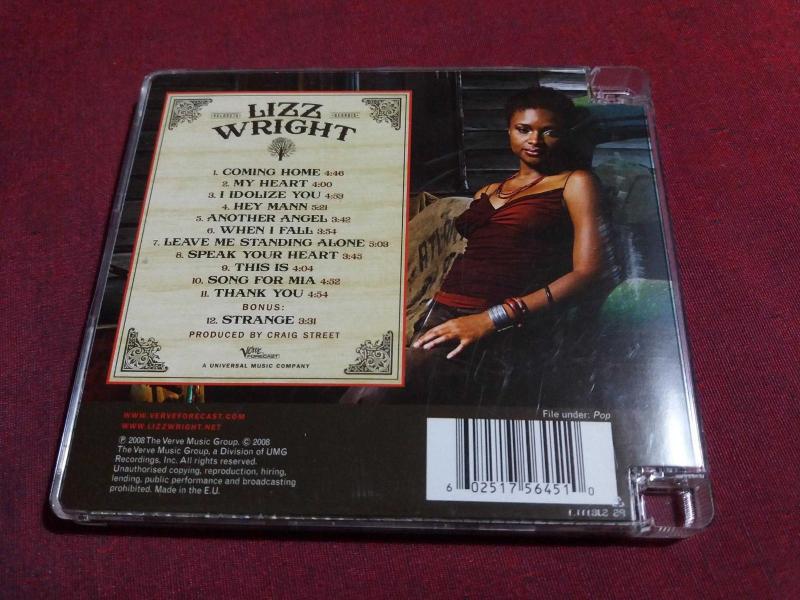 LIZZ
WRIGHT
1. COMING HOME 4:46
2. MY HEART 4:00
3. I IDOLIZE YOU 4:53
4. HEY MANN 5:21
5. ANOTHER ANGEL 3:42
6. WHEN I FALL 3:54
7. LEAVE ME STANDING ALONE 5:03
8. SPEAK YOUR HEART 3:45
9. THIS IS 4:04
10. SONG FOR MIA 4:52
11. THANK YOU 4:54
BONUS:
12. STRANGE 3:31
PRODUCED BY CRAIG STREET
Verve
FORECAST
A UNIVERSAL MUSIC COMPANY
WWW.VERVEFORECAST.COM
WWW.LIZZWRIGHT.NET
℗ 2008 The Verve Music Group. © 2008
The Verve Music Group, a Division of UMG
Recordings, Inc. All rights reserved.
Unauthorised copying, reproduction, hiring,
lending, public performance and broadcasting
prohibited. Made in the E.U.
File under: Pop
6 02517 56451 0